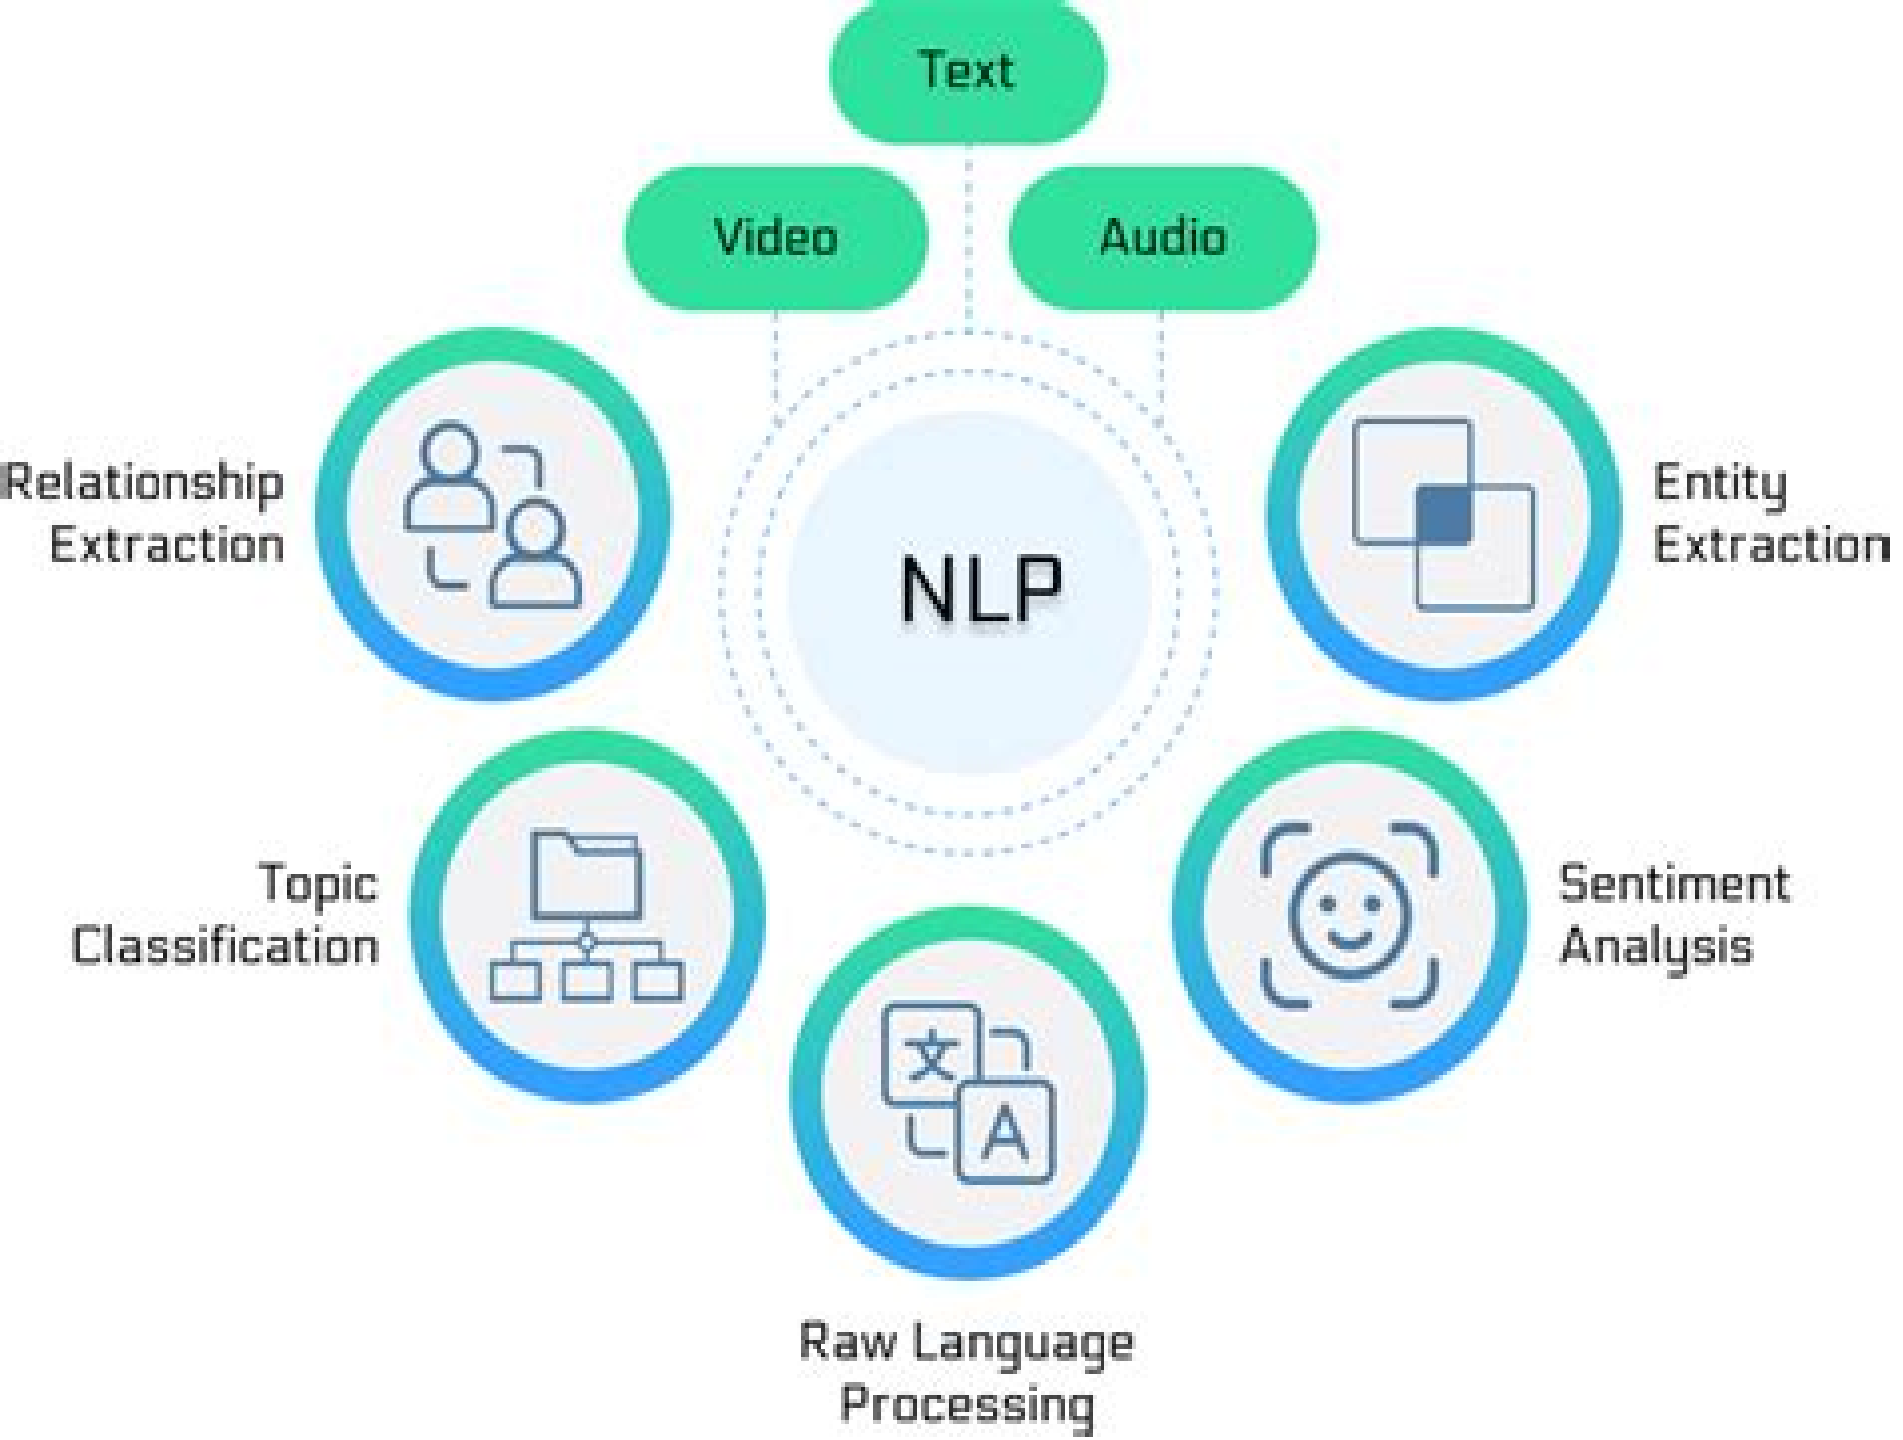 Text
Video
Audio
NLP
Relationship
Extraction
Entity
Extraction
Topic
Classification
Sentiment
Analysis
文
A
Raw Language
Processing